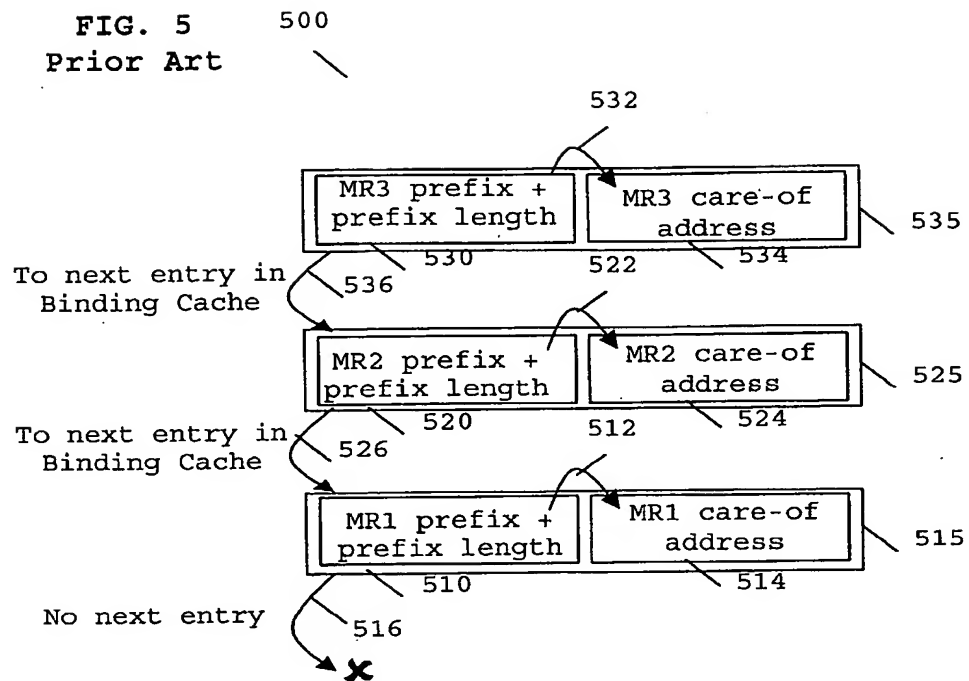 FIG. 5
500
Prior Art
532
MR3 prefix +
prefix length
MR3 care-of
address
535
530
522
534
To next entry in
Binding Cache
536
MR2 prefix +
prefix length
MR2 care-of
address
525
520
512
524
To next entry in
Binding Cache
526
MR1 prefix +
prefix length
MR1 care-of
address
515
510
514
No next entry
516
x